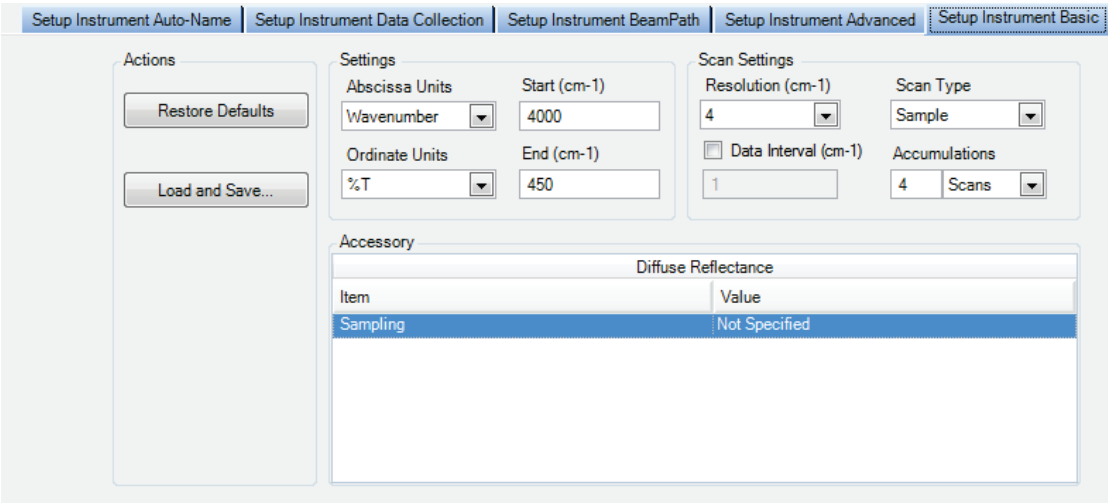 Setup Instrument Auto-Name
Setup Instrument Data Collection
Setup Instrument BeamPath
Setup Instrument Advanced
Setup Instrument Basic
Actions
Restore Defaults
Load and Save...
Settings
Abscissa Units
Start (cm-1)
Wavenumber
4000
Ordinate Units
End (cm-1)
%T
450
Scan Settings
Resolution (cm-1)
Scan Type
4
Sample
Data Interval (cm-1)
Accumulations
1
4
Scans
Accessory
Diffuse Reflectance
Item
Value
Sampling
Not Specified